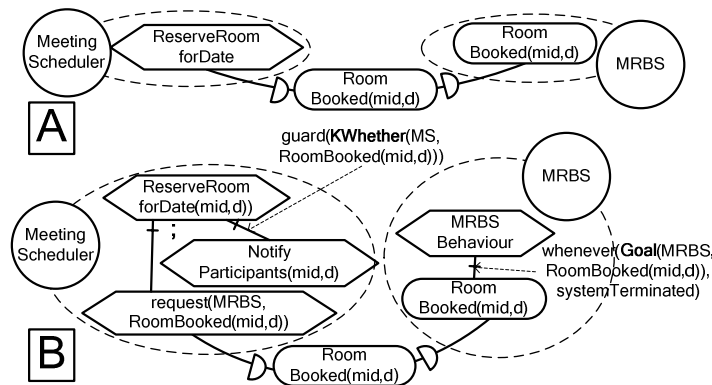 Meeting
Scheduler
ReserveRoom
forDate
Room
Booked(mid,d)
Room
Booked(mid,d)
MRBS
A
guard(KWhether(MS,
RoomBooked(mid,d)))
Meeting
Scheduler
ReserveRoom
forDate(mid,d))
;
Notify
Participants(mid,d)
request(MRBS,
RoomBooked(mid,d))
MRBS
MRBS
Behaviour
whenever(Goal(MRBS,
RoomBooked(mid,d)),
systemTerminated)
Room
Booked(mid,d)
Room
Booked(mid,d)
B